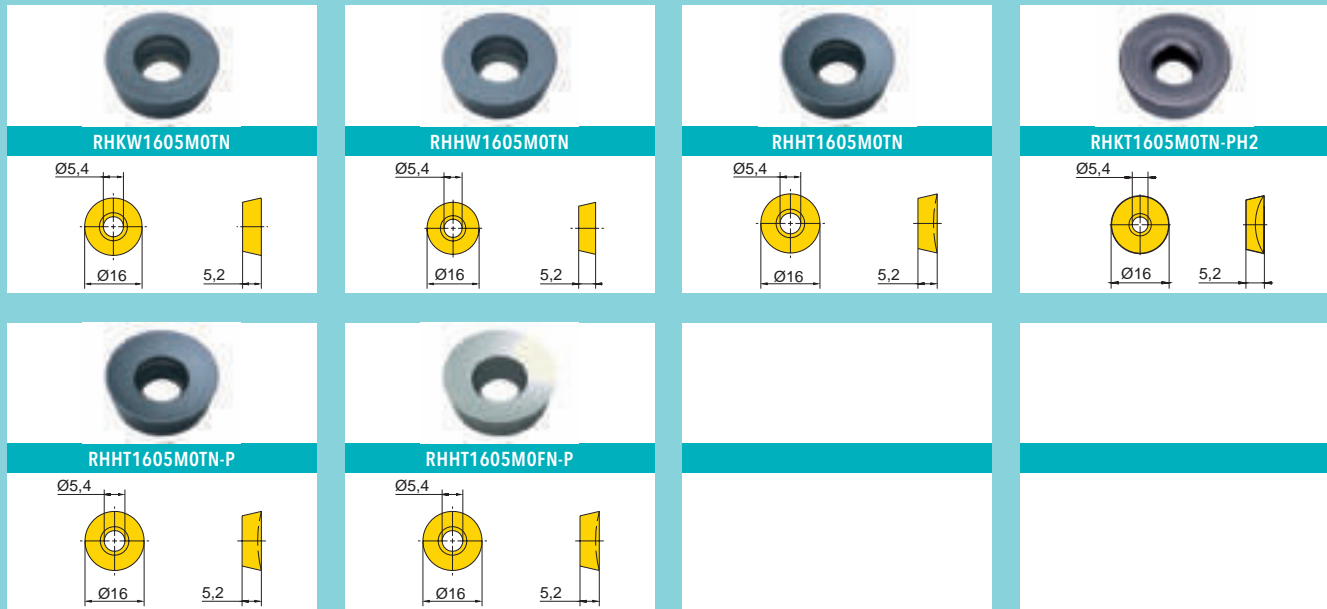 RHKW1605M0TN
Ø5,4
Ø16
5,2
RHHW1605M0TN
Ø5,4
Ø16
5,2
RHHT1605M0TN
Ø5,4
Ø16
5,2
RHKT1605M0TN-PH2
Ø5,4
Ø16
5,2
RHHT1605M0TN-P
Ø5,4
Ø16
5,2
RHHT1605M0FN-P
Ø5,4
Ø16
5,2